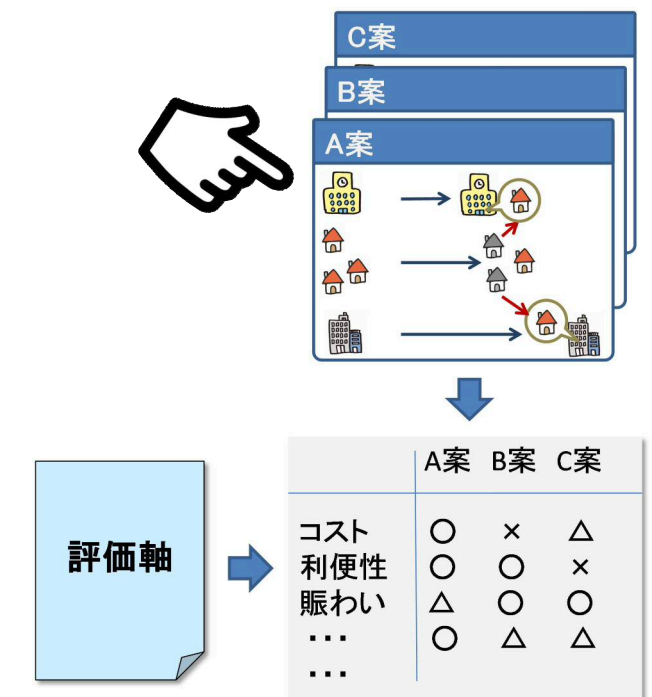 C案
B案
A案
評価軸
A案 B案 C案
コスト ○ × △
利便性 ○ ○ ×
賑わい △ ○ ○
・・・ ○ △ △
・・・